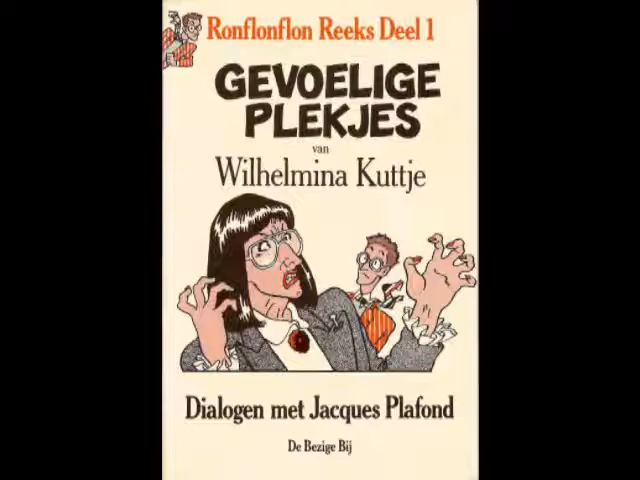 Ronflonflon Reeks Deel 1
GEVOELIGE
PLEKJES
van
Wilhelmina Kuttje
Dialogen met Jacques Plafond
De Bezige Bij